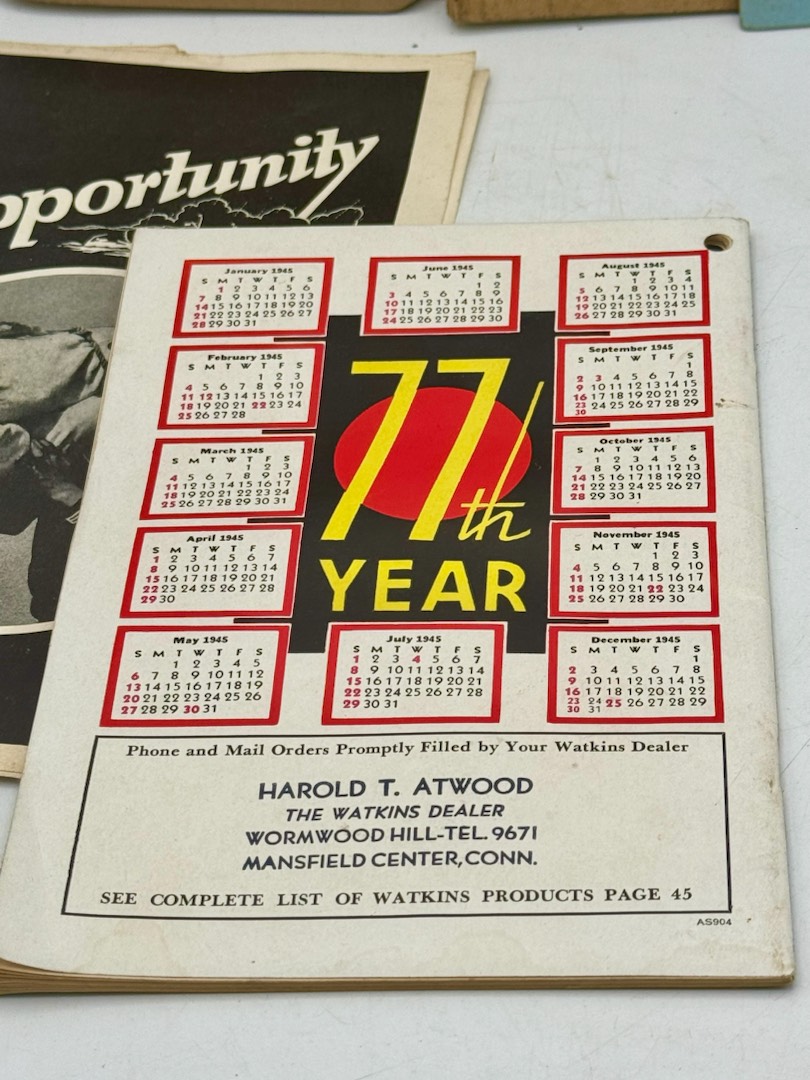 pportunity
January 1945
S M T W T F S
1 2 3 4 5 6
7 8 9 10 11 12 13
14 15 16 17 18 19 20
21 22 23 24 25 26 27
28 29 30 31
June 1945
S M T W T F S
1 2
3 4 5 6 7 8 9
10 11 12 13 14 15 16
17 18 19 20 21 22 23
24 25 26 27 28 29 30
August 1945
S M T W T F S
1 2 3 4
5 6 7 8 9 10 11
12 13 14 15 16 17 18
19 20 21 22 23 24 25
26 27 28 29 30 31
February 1945
S M T W T F S
1 2 3
4 5 6 7 8 9 10
11 12 13 14 15 16 17
18 19 20 21 22 23 24
25 26 27 28
September 1945
S M T W T F S
1
2 3 4 5 6 7 8
9 10 11 12 13 14 15
16 17 18 19 20 21 22
23 24 25 26 27 28 29
30
March 1945
S M T W T F S
1 2 3
4 5 6 7 8 9 10
11 12 13 14 15 16 17
18 19 20 21 22 23 24
25 26 27 28 29 30 31
77th
YEAR
October 1945
S M T W T F S
1 2 3 4 5 6
7 8 9 10 11 12 13
14 15 16 17 18 19 20
21 22 23 24 25 26 27
28 29 30 31
April 1945
S M T W T F S
1 2 3 4 5 6 7
8 9 10 11 12 13 14
15 16 17 18 19 20 21
22 23 24 25 26 27 28
29 30
November 1945
S M T W T F S
1 2 3
4 5 6 7 8 9 10
11 12 13 14 15 16 17
18 19 20 21 22 23 24
25 26 27 28 29 30
May 1945
S M T W T F S
1 2 3 4 5
6 7 8 9 10 11 12
13 14 15 16 17 18 19
20 21 22 23 24 25 26
27 28 29 30 31
July 1945
S M T W T F S
1 2 3 4 5 6 7
8 9 10 11 12 13 14
15 16 17 18 19 20 21
22 23 24 25 26 27 28
29 30 31
December 1945
S M T W T F S
1
2 3 4 5 6 7 8
9 10 11 12 13 14 15
16 17 18 19 20 21 22
23 24 25 26 27 28 29
30 31
Phone and Mail Orders Promptly Filled by Your Watkins Dealer
HAROLD T. ATWOOD
THE WATKINS DEALER
WORMWOOD HILL-TEL. 9671
MANSFIELD CENTER, CONN.
SEE COMPLETE LIST OF WATKINS PRODUCTS PAGE 45
AS904